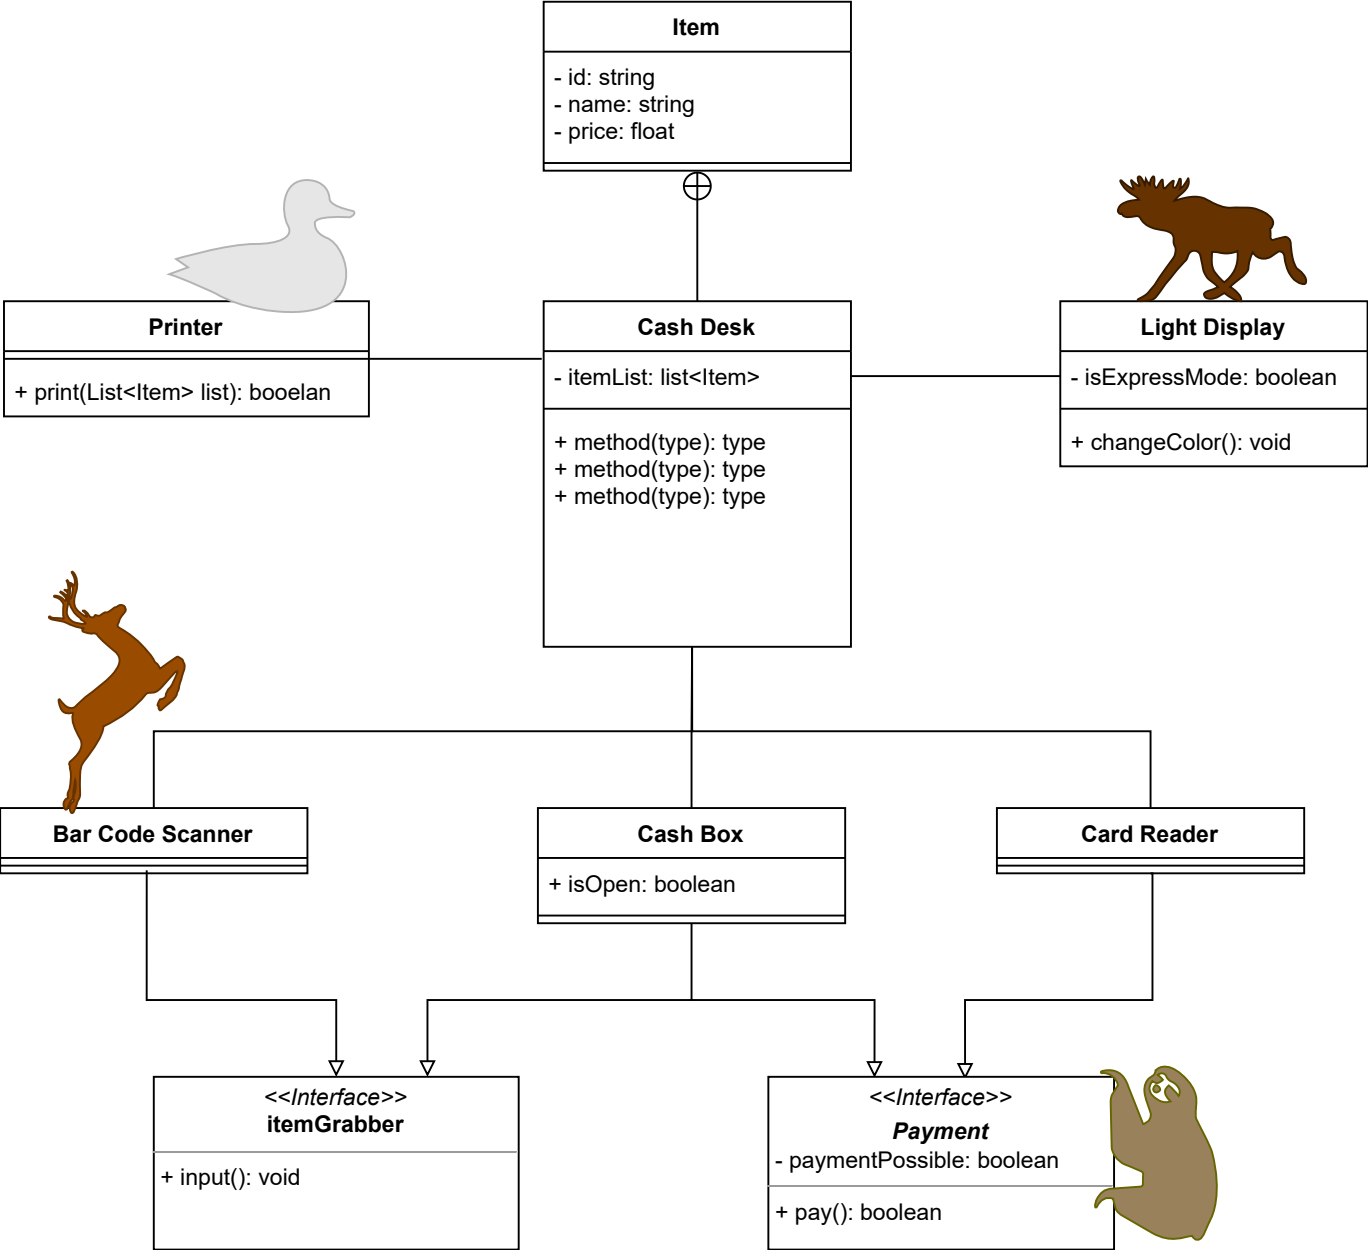 Item
- id: string
- name: string
- price: float
Printer
+ print(List<Item> list): booelan
Cash Desk
- itemList: list<Item>
+ method(type): type
+ method(type): type
+ method(type): type
Light Display
- isExpressMode: boolean
+ changeColor(): void
Bar Code Scanner
Cash Box
+ isOpen: boolean
Card Reader
<<Interface>>
itemGrabber
+ input(): void
<<Interface>>
Payment
- paymentPossible: boolean
+ pay(): boolean